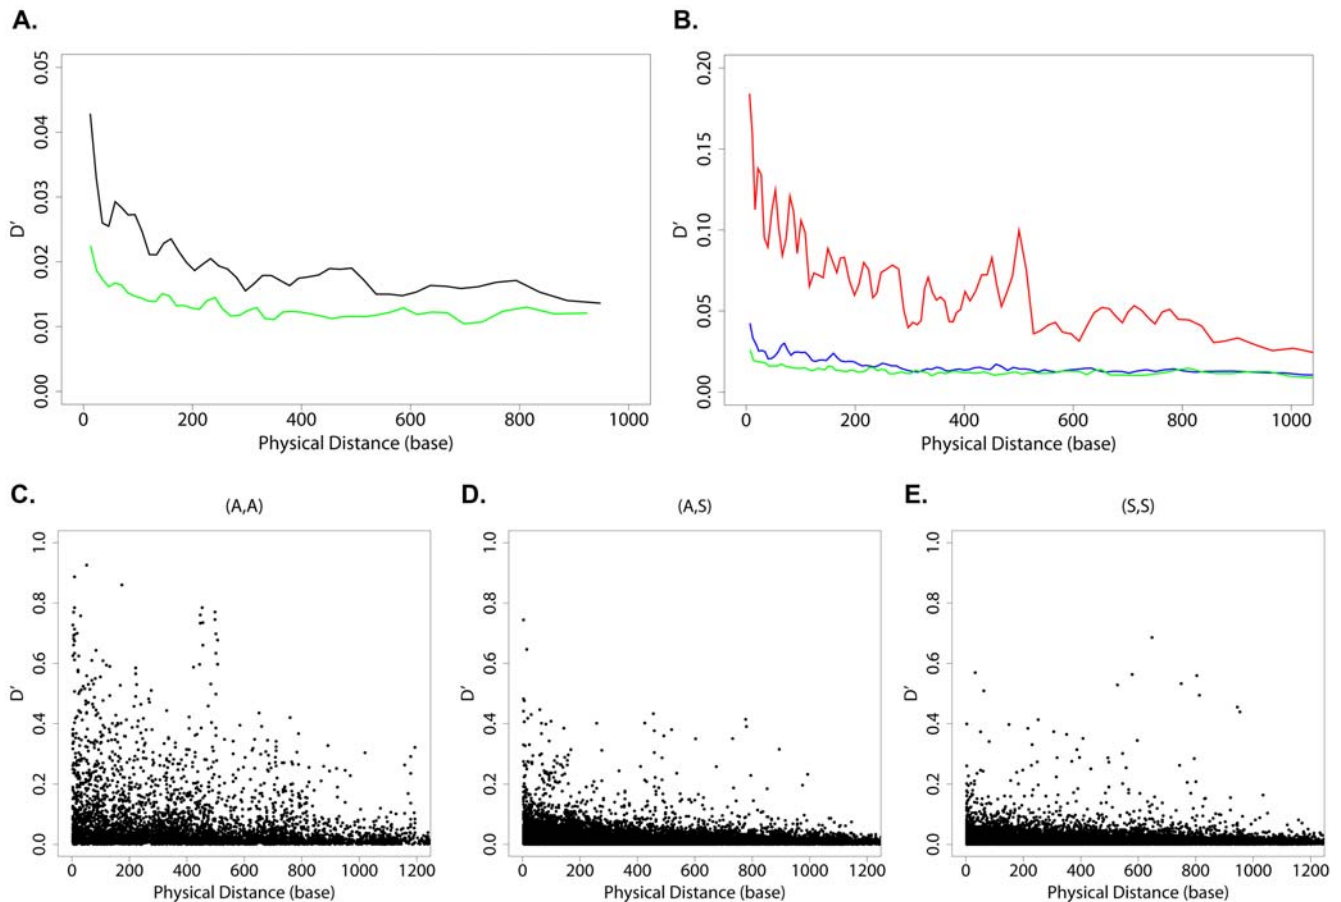 A.
B.
0.05
0.04
0.03
0.02
0.01
0.00
D′
0 200 400 600 800 1000
Physical Distance (base)
0.20
0.15
0.10
0.05
0.00
D′
0 200 400 600 800 1000
Physical Distance (base)
C.
(A,A)
D.
(A,S)
E.
(S,S)
1.0
0.8
0.6
0.4
0.2
0.0
D′
0 200 400 600 800 1000 1200
Physical Distance (base)
1.0
0.8
0.6
0.4
0.2
0.0
D′
0 200 400 600 800 1000 1200
Physical Distance (base)
1.0
0.8
0.6
0.4
0.2
0.0
D′
0 200 400 600 800 1000 1200
Physical Distance (base)